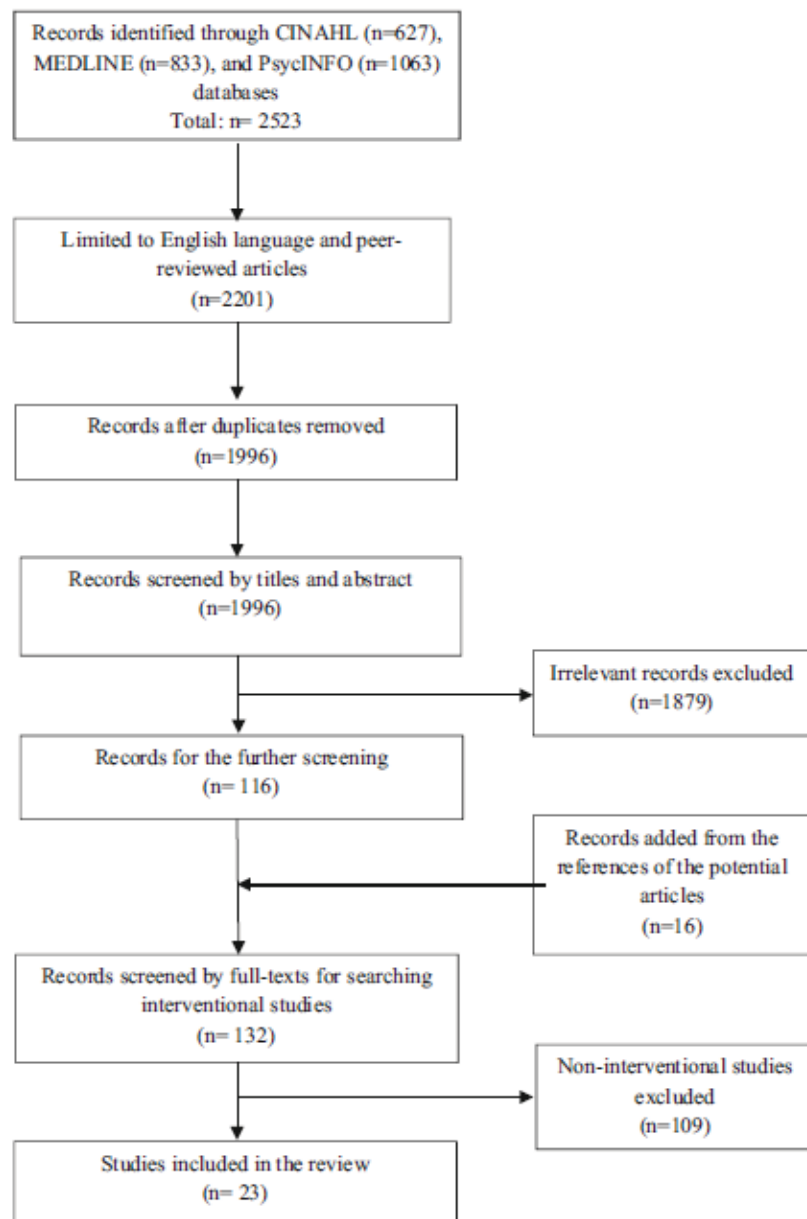 Records identified through CINAHL (n=627),
MEDLINE (n=833), and PsycINFO (n=1063)
databases
Total: n= 2523
Limited to English language and peer-
reviewed articles
(n=2201)
Records after duplicates removed
(n=1996)
Records screened by titles and abstract
(n=1996)
Irrelevant records excluded
(n=1879)
Records for the further screening
(n= 116)
Records added from the
references of the potential
articles
(n=16)
Records screened by full-texts for searching
interventional studies
(n= 132)
Non-interventional studies
excluded
(n=109)
Studies included in the review
(n= 23)